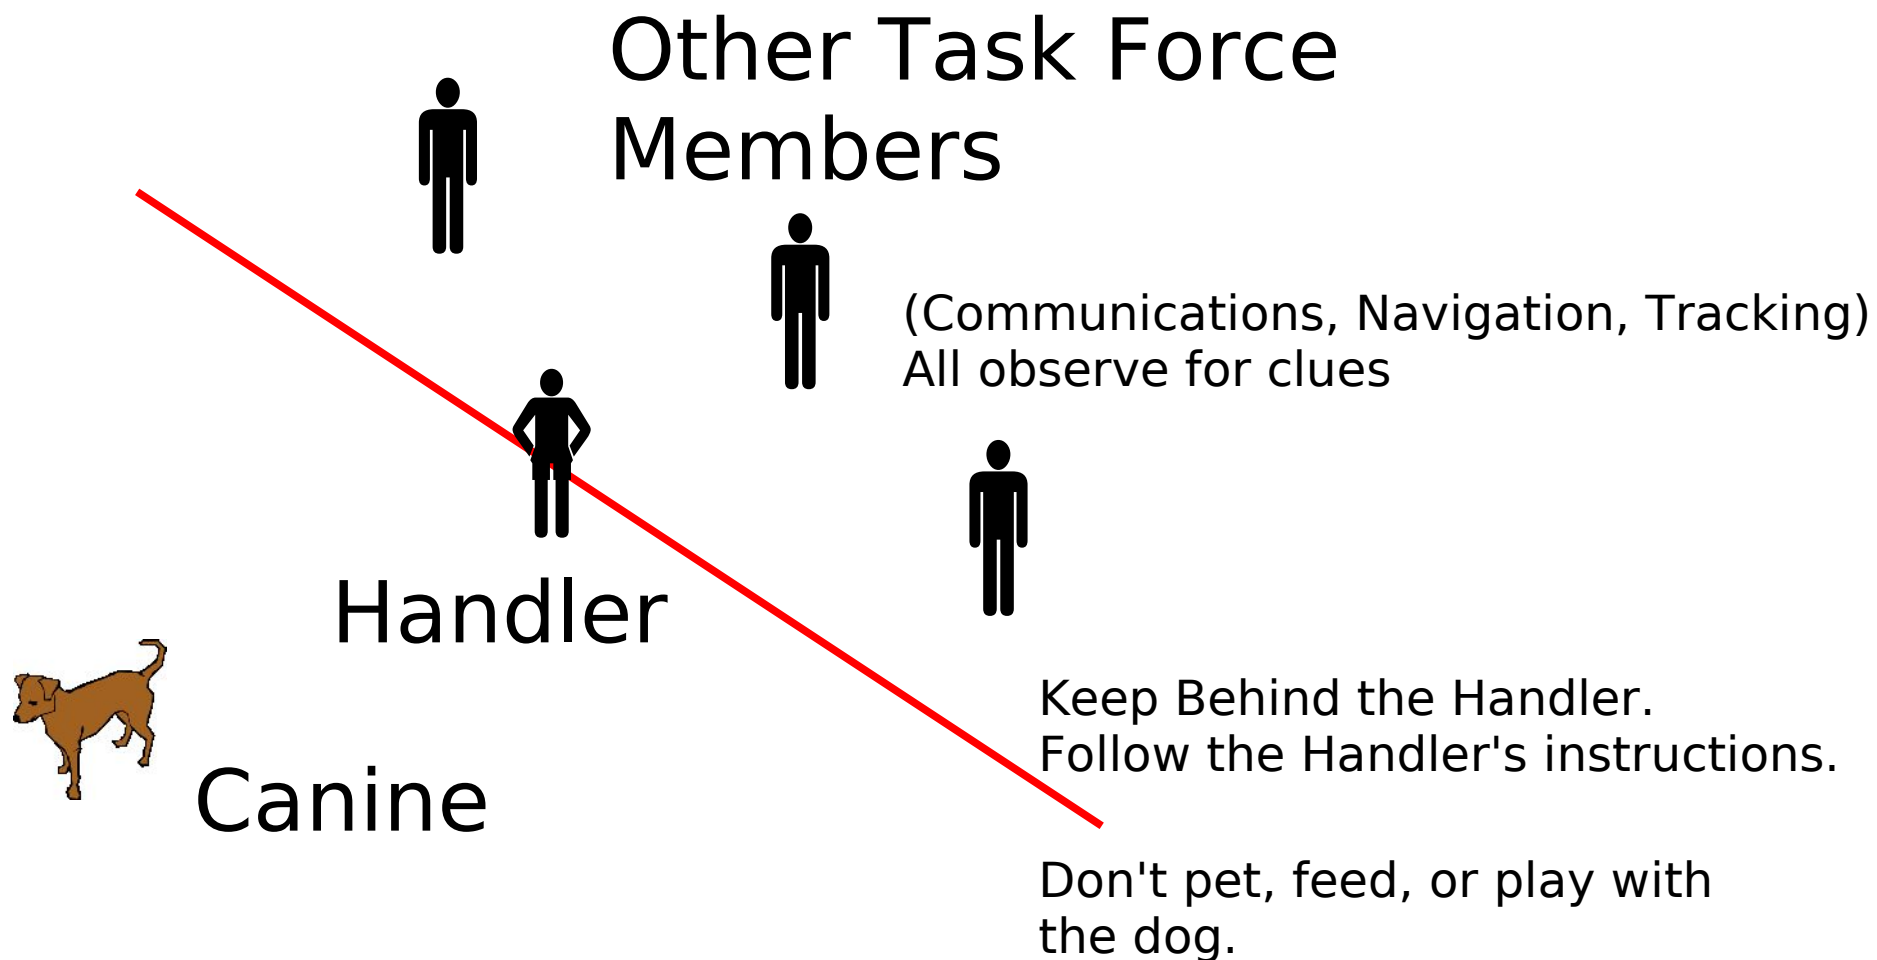 Other Task Force
Members
(Communications, Navigation, Tracking)
All observe for clues
Handler
Canine
Keep Behind the Handler.
Follow the Handler's instructions.
Don't pet, feed, or play with
the dog.